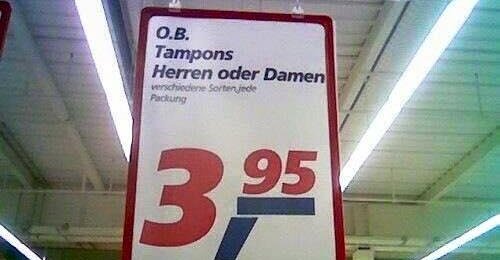 O.B.
Tampons
Herren oder Damen
verschiedene Sorten,jede
Packung
3,95